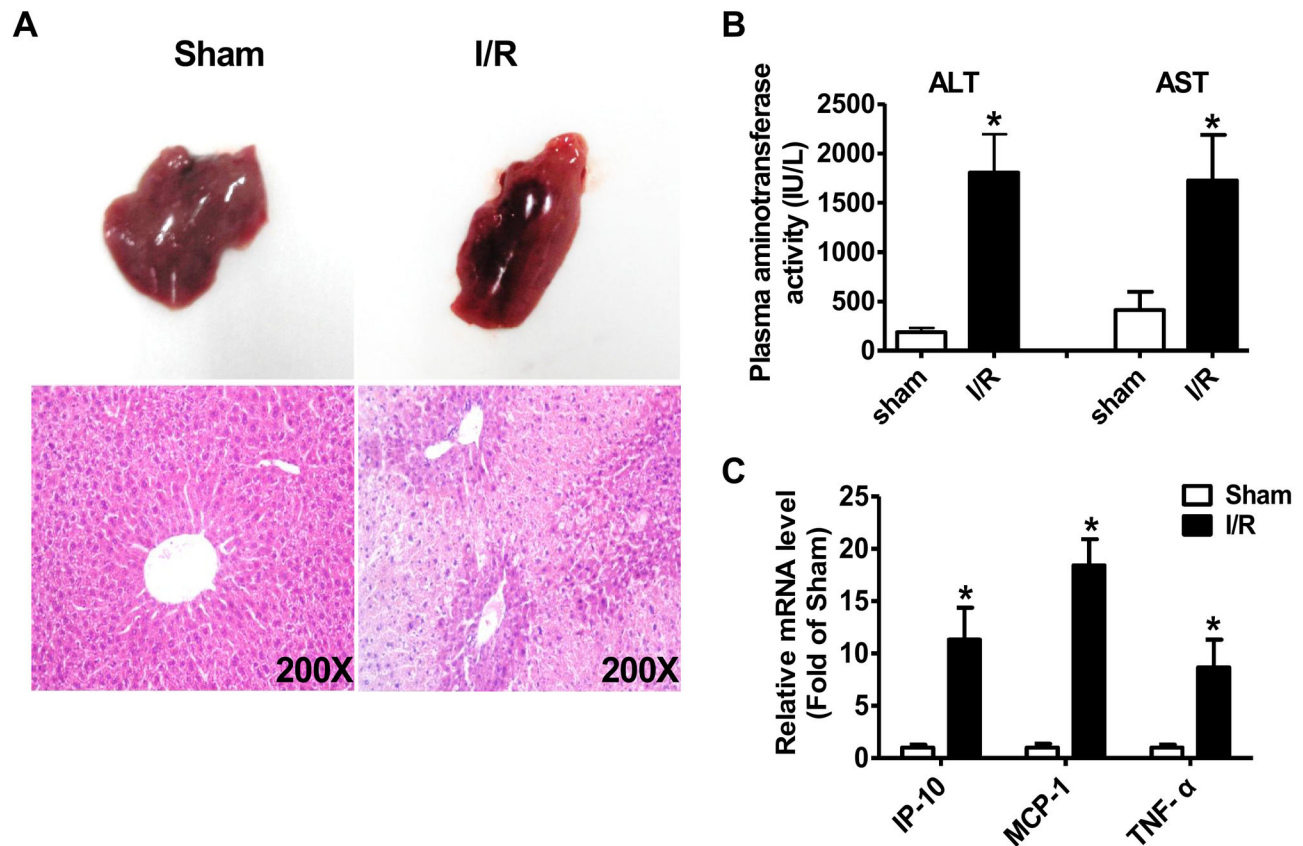 A
Sham
I/R
200X
200X
B
Plasma aminotransferase
activity (IU/L)
ALT
AST
2500
2000
1500
1000
500
0
*
*
sham
I/R
sham
I/R
C
Relative mRNA level
(Fold of Sham)
25
20
15
10
5
0
*
*
*
Sham
I/R
IP-10
MCP-1
TNF- α